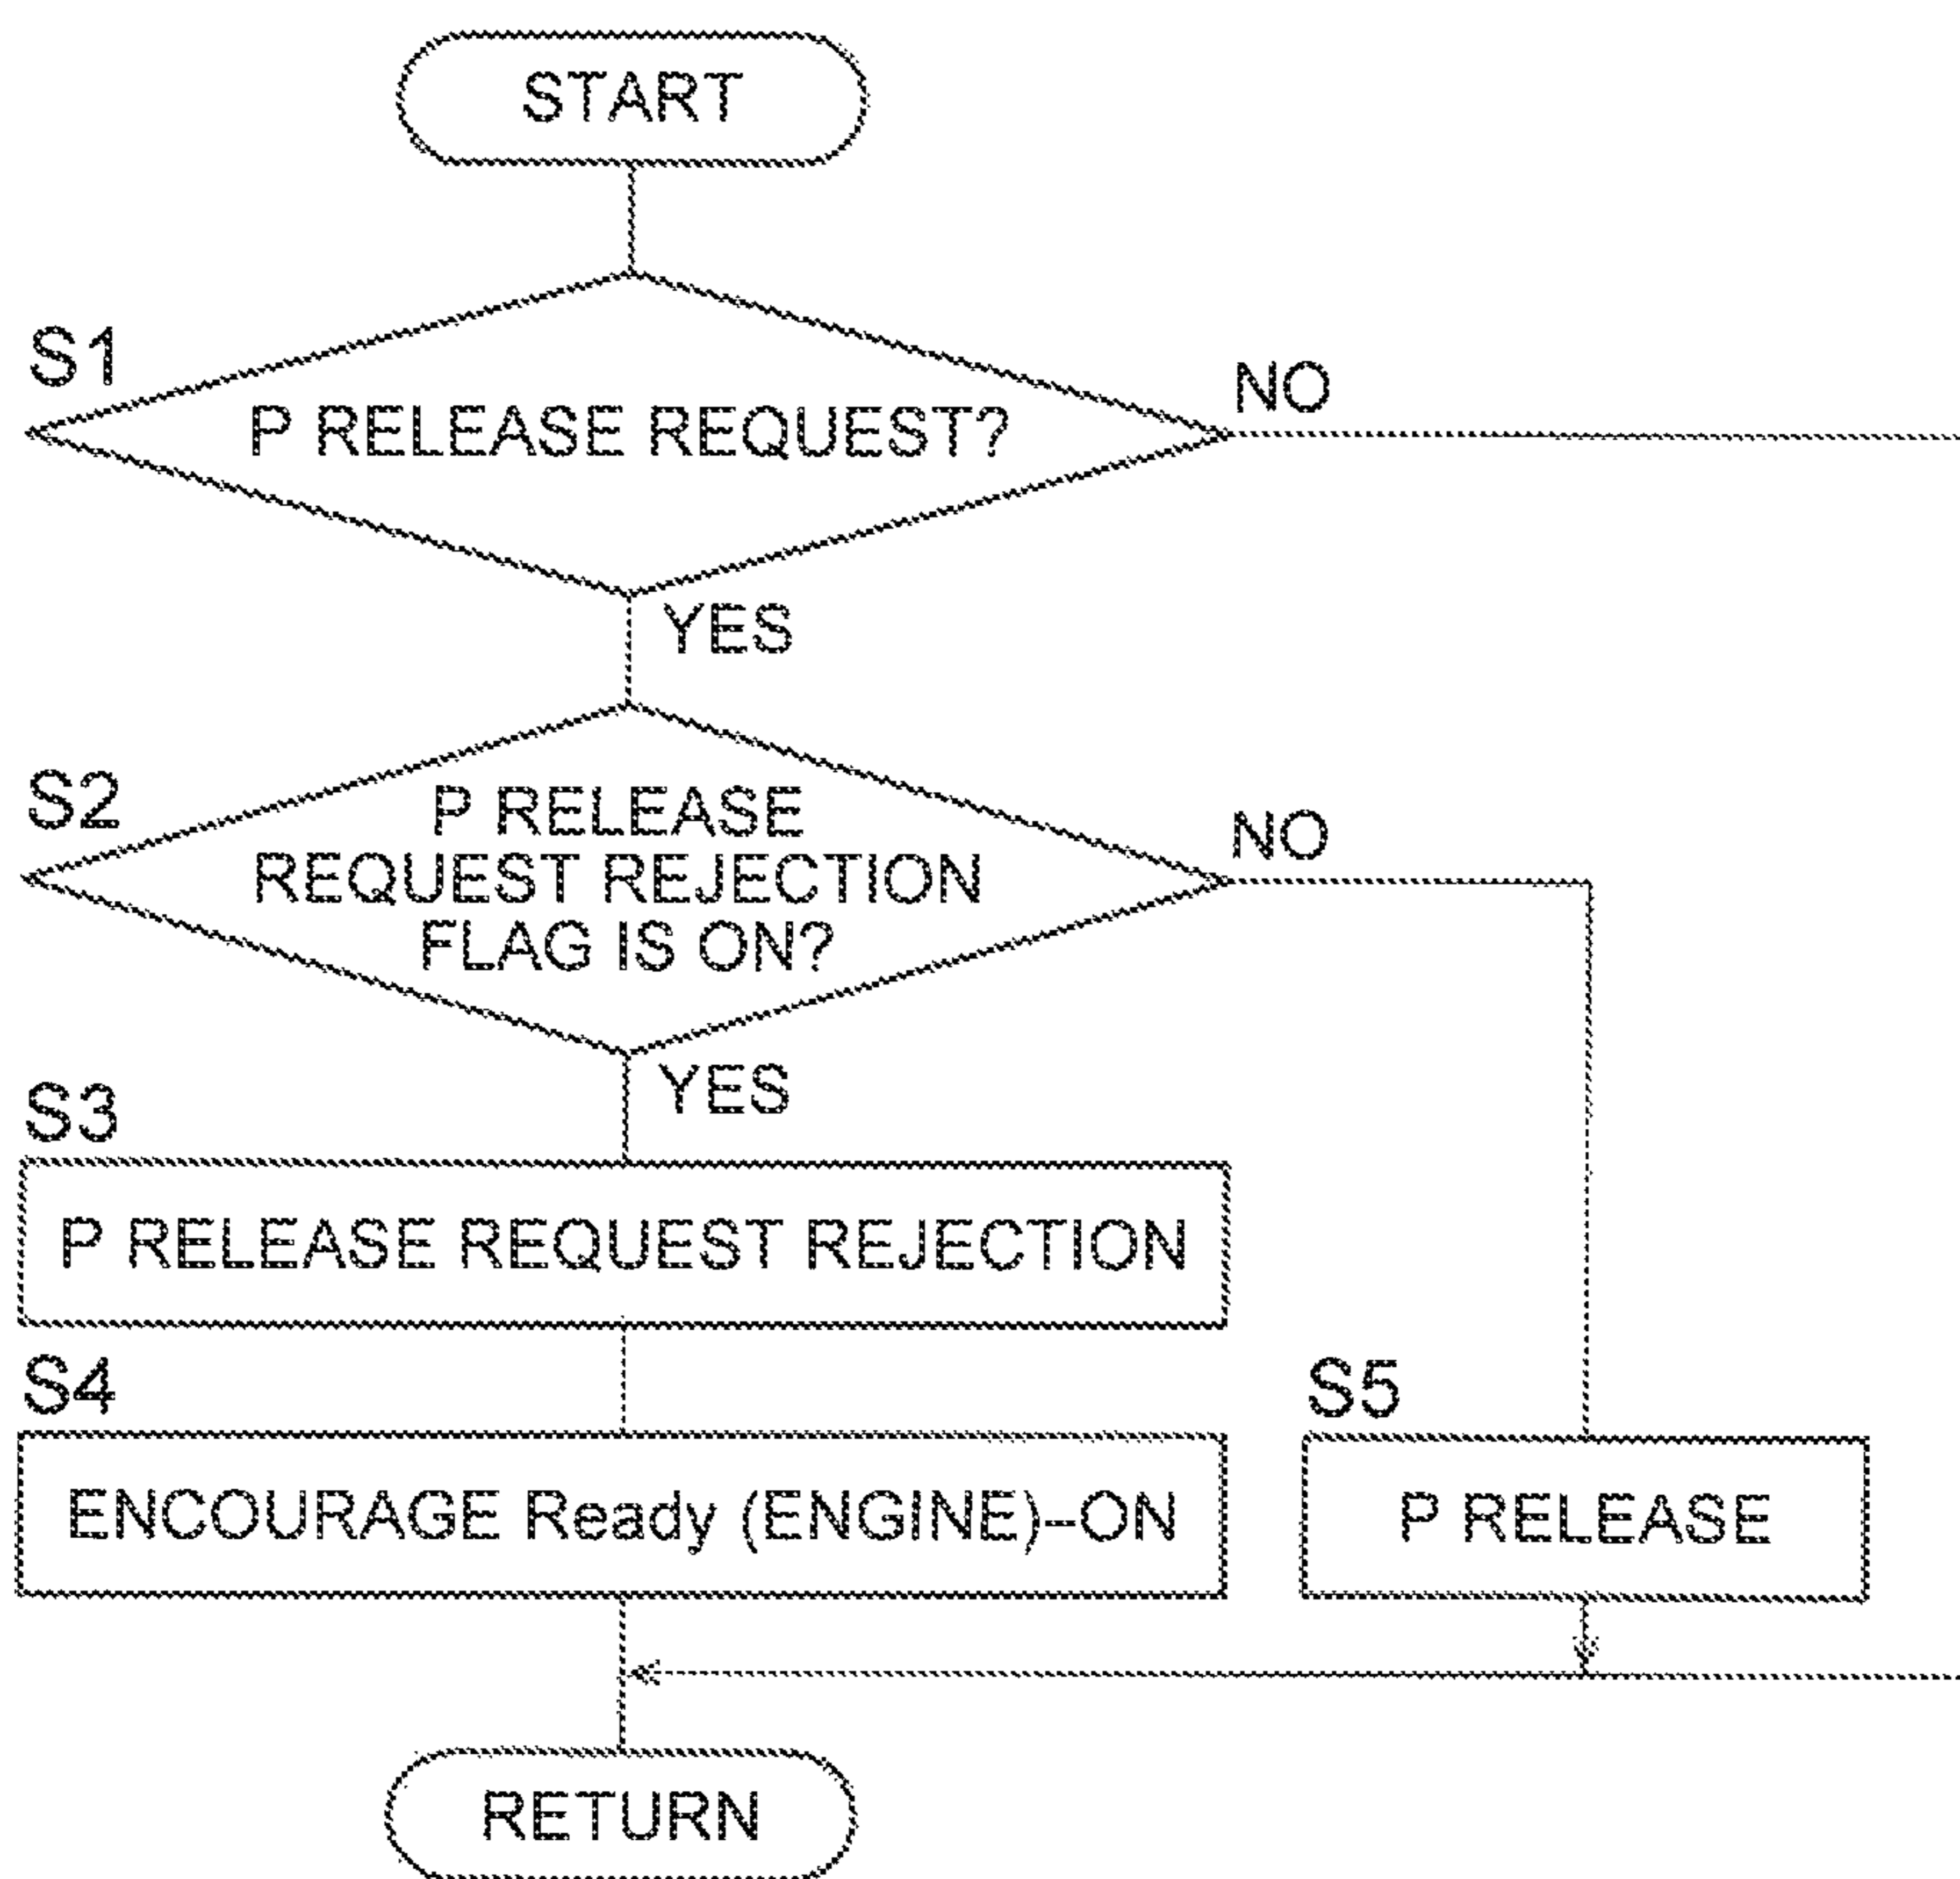 START
S1
P RELEASE REQUEST?
NO
YES
S2
P RELEASE
REQUEST REJECTION
FLAG IS ON?
NO
YES
S3
P RELEASE REQUEST REJECTION
S4
ENCOURAGE Ready (ENGINE)–ON
S5
P RELEASE
RETURN